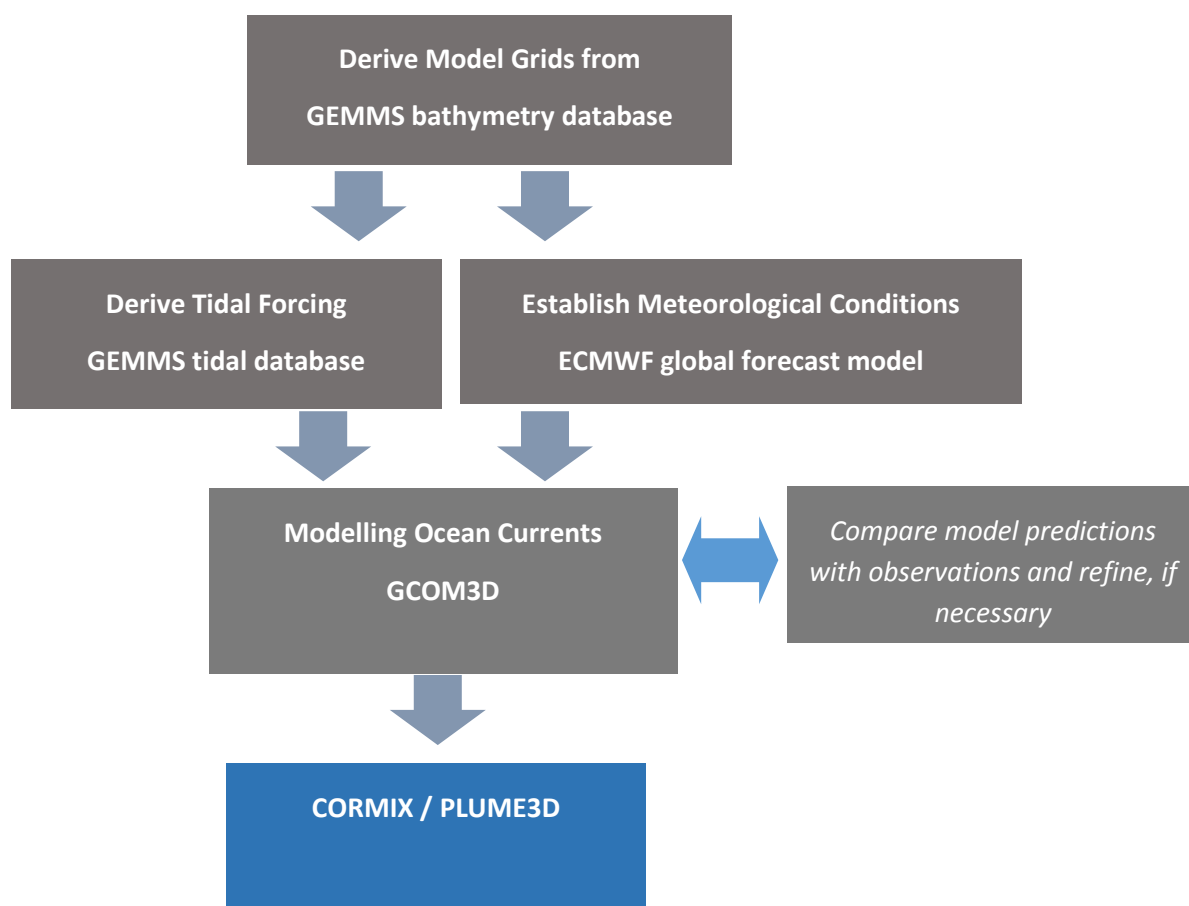 Derive Model Grids from
GEMMS bathymetry database
Derive Tidal Forcing
GEMMS tidal database
Establish Meteorological Conditions
ECMWF global forecast model
Modelling Ocean Currents
GCOM3D
Compare model predictions
with observations and refine, if
necessary
CORMIX / PLUME3D